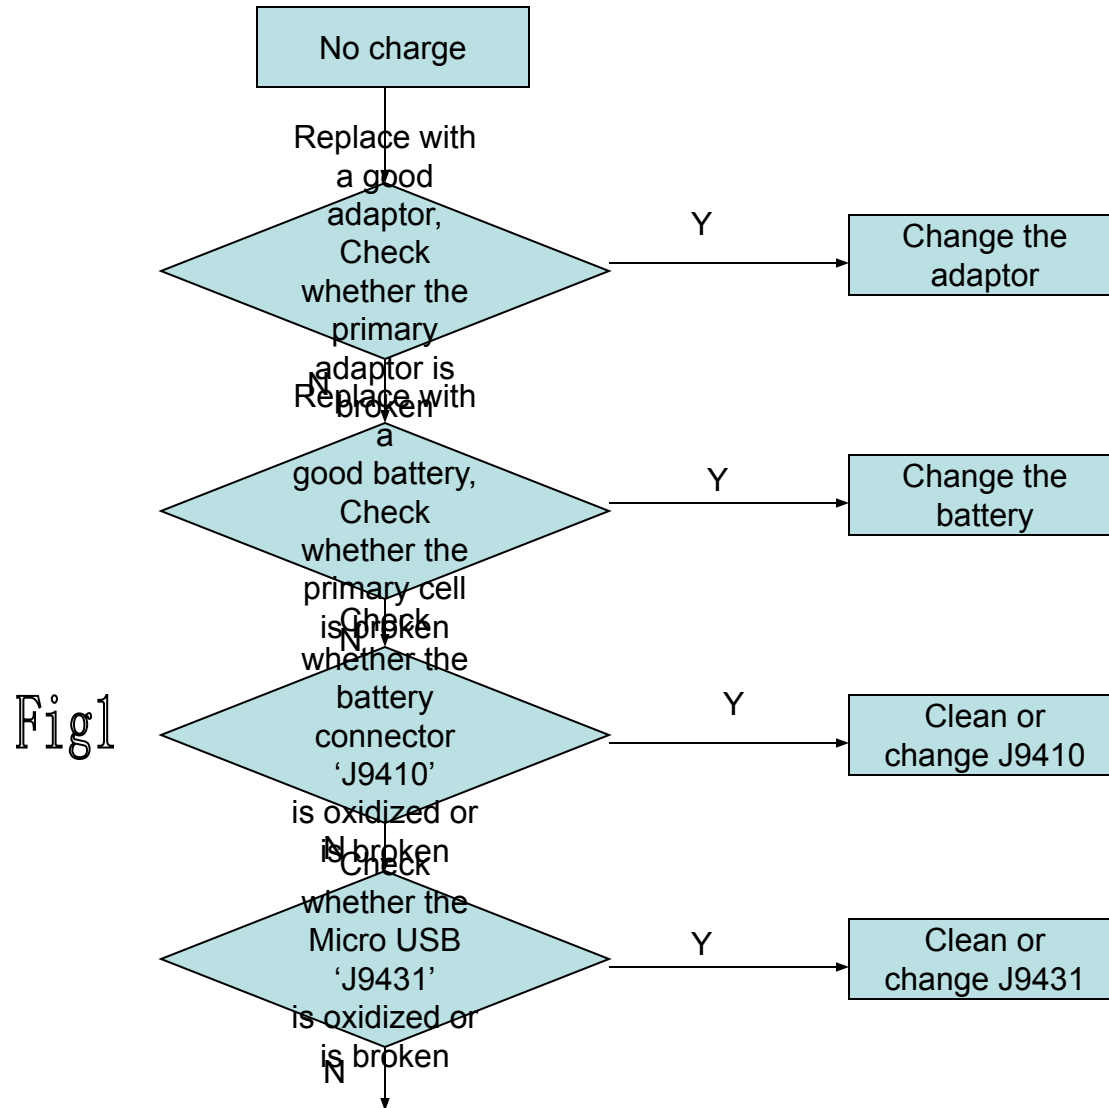 No charge
Replace with
a good
adaptor,
Check
whether the
primary
adaptor is
broken
Y
Change the
adaptor
N
Replace with
a
good battery,
Check
whether the
primary cell
is broken
Y
Change the
battery
N
Check
whether the
battery
connector
‘J9410’
is oxidized or
is broken
Y
Clean or
change J9410
Fig1
N
Check
whether the
Micro USB
‘J9431’
is oxidized or
is broken
Y
Clean or
change J9431
N